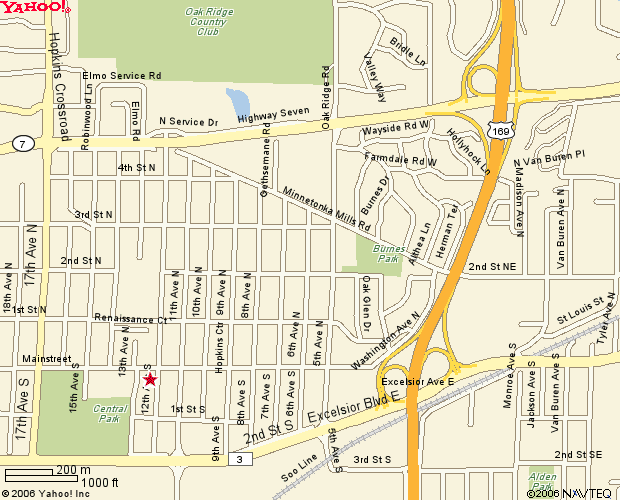 YAHOO!
Oak Ridge
Country
Club
Hopkins Crossroad
Elmo Service Rd
Robinwood Ln
Elmo Rd
N Service Dr
Highway Seven
Gethsemane Rd
Oak Ridge Rd
Bridle Ln
Valley Way
Wayside Rd W
Farmdale Rd W
Hollyhock Ln
169
N Van Buren Pl
7
4th St N
Minnetonka Mills Rd
Burnes Dr
Althea Ln
Herman Ter
Madison Ave N
Van Buren Ave N
3rd St N
17th Ave N
Burnes
Park
2nd St N
2nd St NE
18th Ave N
11th Ave N
10th Ave N
9th Ave N
8th Ave N
Oak Glen Dr
1st St N
Renaissance Ct
St Louis St
Tyler Ave N
13th Ave N
Hopkins Ctr
6th Ave N
5th Ave N
Washington Ave N
Mainstreet
17th Ave S
15th Ave S
12th Ave S
Central
Park
1st St S
9th Ave S
8th Ave S
7th Ave S
6th Ave S
Excelsior Ave E
Excelsior Blvd E
2nd St S
3
5th Ave S
3rd St S
Soo Line
Monroe Ave S
Jackson Ave S
Van Buren Ave S
2nd St SE
Alden
Park
200 m
1000 ft
©2006 Yahoo! Inc
©2006 NAVTEQ